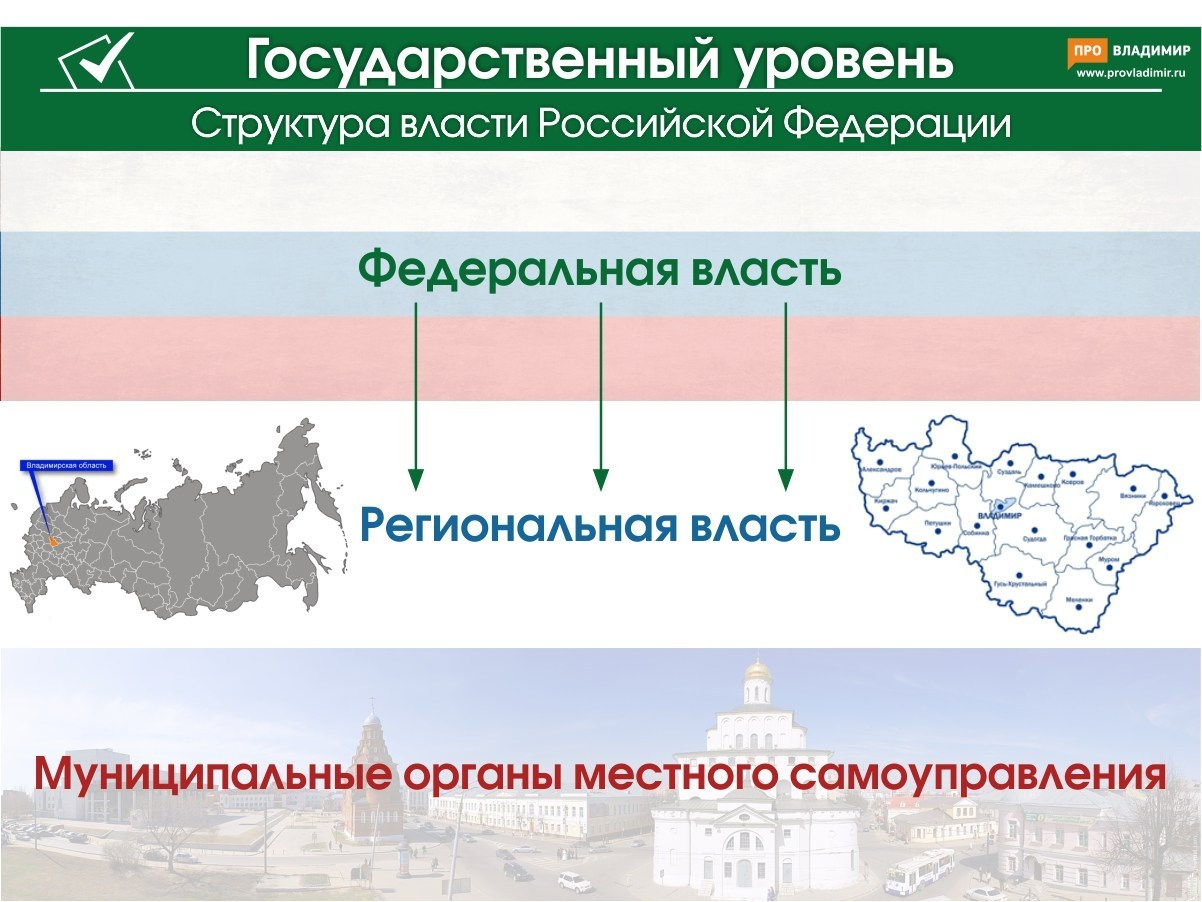 Государственный уровень
ПРО ВЛАДИМИР
www.provladimir.ru
Структура власти Российской Федерации
Федеральная власть
Региональная власть
Владимирская область
Александров
Юрьев-Польский
Суздаль
Камешково
Ковров
Кольчугино
Вязники
Гороховец
Киржач
ВЛАДИМИР
Петушки
Собинка
Судогда
Красная Горбатка
Муром
Гусь-Хрустальный
Меленки
Муниципальные органы местного самоуправления